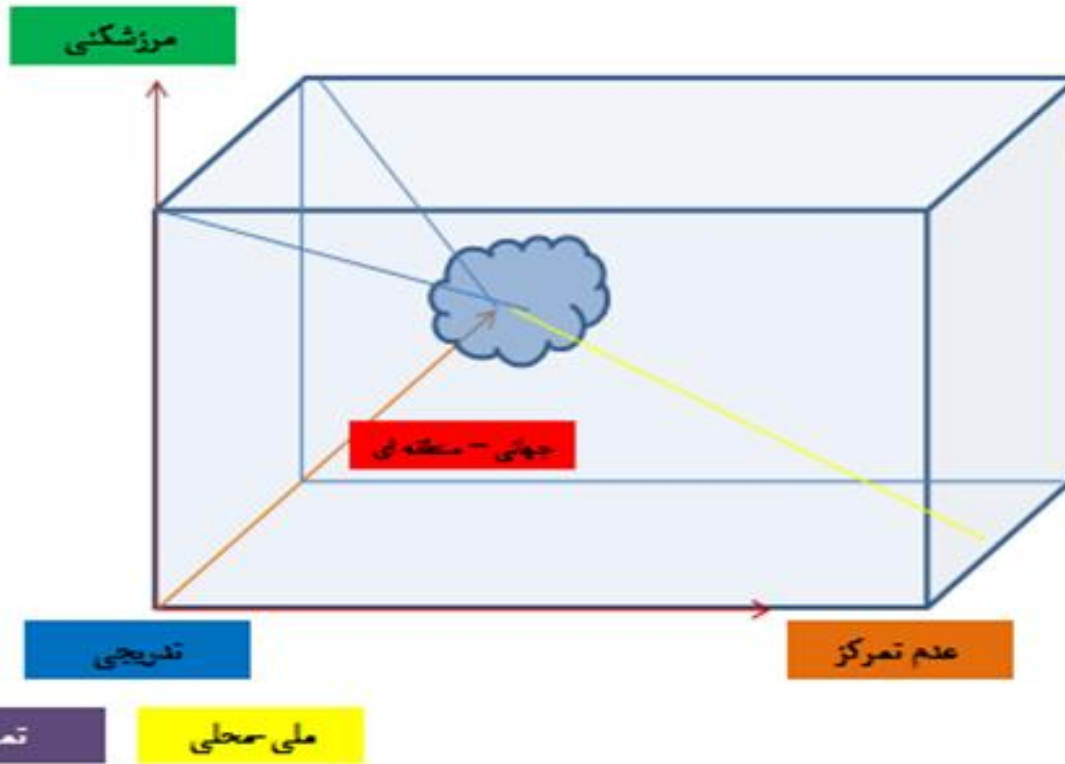 مرزشکنی
جهانی - منطقه ای
تدریجی
عدم تمرکز
ملی-محلی